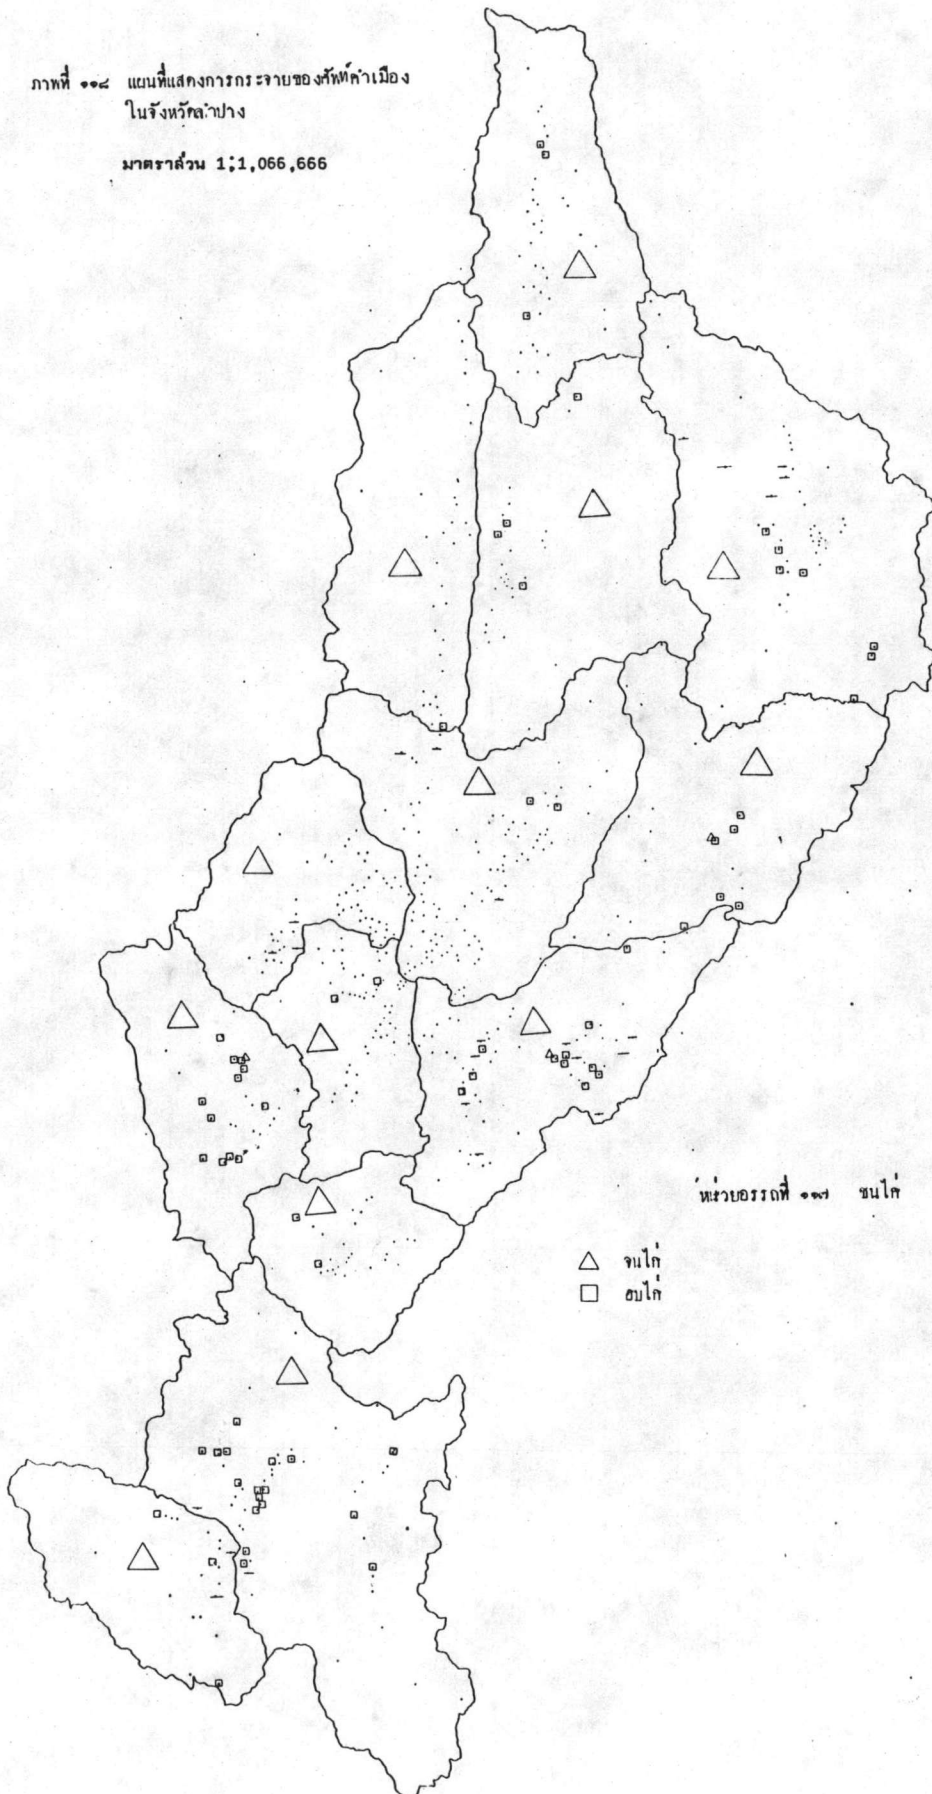 ภาพที่ ๑๑๘ แผนที่แสดงการกระจายของศัพท์คำเมือง
ในจังหวัดลำปาง
มาตราส่วน 1:1,066,666
หน่วยอรรถที่ ๑๑๗ ชนไก่
จนไก่
อบไก่